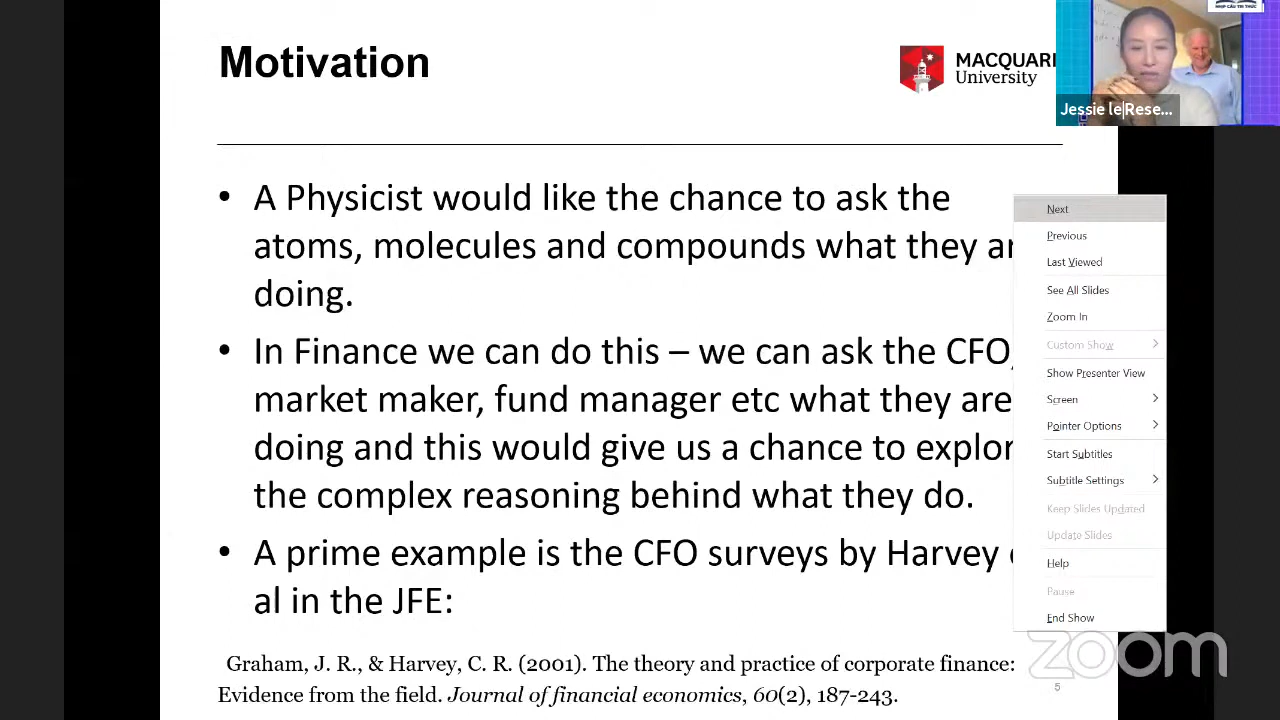 Motivation
MACQUARI
University
NHỊP CẦU TRI THỨC
Jessie le|Rese...
• A Physicist would like the chance to ask the
atoms, molecules and compounds what they ar
doing.
• In Finance we can do this – we can ask the CFO,
market maker, fund manager etc what they are
doing and this would give us a chance to explor
the complex reasoning behind what they do.
• A prime example is the CFO surveys by Harvey
al in the JFE:
Graham, J. R., & Harvey, C. R. (2001). The theory and practice of corporate finance:
Evidence from the field. Journal of financial economics, 60(2), 187-243.
Next
Previous
Last Viewed
See All Slides
Zoom In
Custom Show
Show Presenter View
Screen
Pointer Options
Start Subtitles
Subtitle Settings
Keep Slides Updated
Update Slides
Help
Pause
End Show
zoom
5